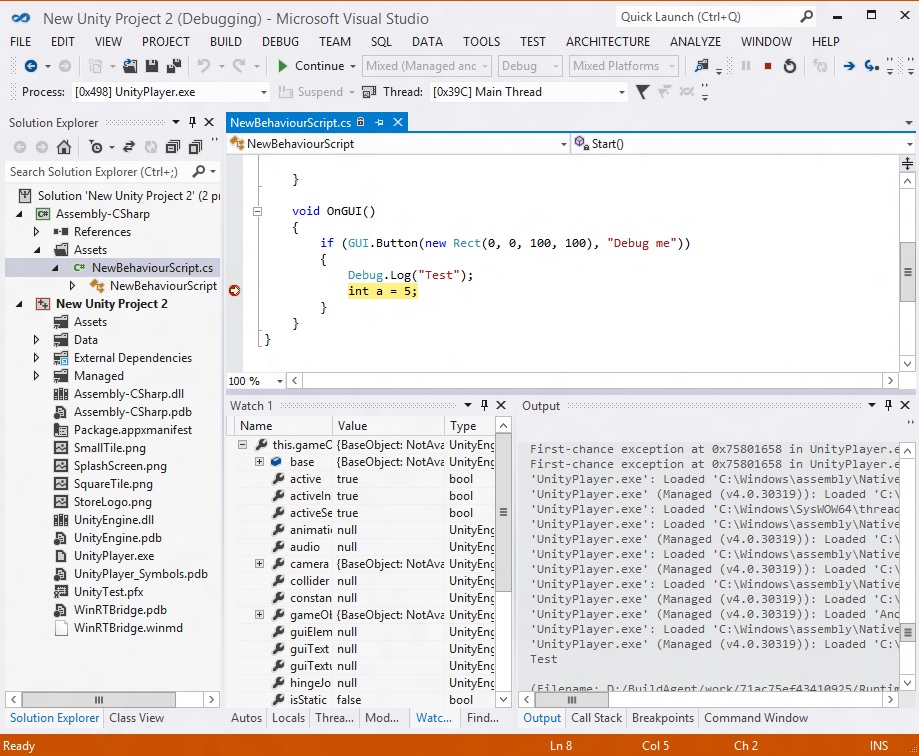 New Unity Project 2 (Debugging) - Microsoft Visual Studio
Quick Launch (Ctrl+Q)
FILE EDIT VIEW PROJECT BUILD DEBUG TEAM SQL DATA TOOLS TEST ARCHITECTURE ANALYZE WINDOW HELP
Continue Mixed (Managed anc Debug Mixed Platforms
Process: [0x498] UnityPlayer.exe Suspend Thread: [0x39C] Main Thread
Solution Explorer
Search Solution Explorer (Ctrl+;)
Solution 'New Unity Project 2' (2 pr
Assembly-CSharp
References
Assets
NewBehaviourScript.cs
NewBehaviourScript
New Unity Project 2
Assets
Data
External Dependencies
Managed
Assembly-CSharp.dll
Assembly-CSharp.pdb
Package.appxmanifest
SmallTile.png
SplashScreen.png
SquareTile.png
StoreLogo.png
UnityEngine.dll
UnityEngine.pdb
UnityPlayer.exe
UnityPlayer_Symbols.pdb
UnityTest.pfx
WinRTBridge.pdb
WinRTBridge.winmd
Solution Explorer Class View
NewBehaviourScript.cs
NewBehaviourScript Start()
}
void OnGUI()
{
if (GUI.Button(new Rect(0, 0, 100, 100), "Debug me"))
{
Debug.Log("Test");
int a = 5;
}
}
}
100 %
Watch 1
Name Value Type
this.gameO {BaseObject: NotAva UnityEng
base {BaseObject: NotAva UnityEng
active true bool
activeIn true bool
activeSe true bool
animatio null UnityEng
audio null UnityEng
camera {BaseObject: NotAva UnityEng
collider null UnityEng
constan null UnityEng
gameOb {BaseObject: NotAva UnityEng
guiElem null UnityEng
guiText null UnityEng
guiTextu null UnityEng
hingeJo null UnityEng
isStatic false bool
Autos Locals Threa... Mod... Watc... Find...
Output
First-chance exception at 0x75801658 in UnityPlayer.e
First-chance exception at 0x75801658 in UnityPlayer.e
'UnityPlayer.exe': Loaded 'C:\Windows\assembly\Native
'UnityPlayer.exe' (Managed (v4.0.30319)): Loaded 'C:\
'UnityPlayer.exe': Loaded 'C:\Windows\SysWOW64\thread
'UnityPlayer.exe': Loaded 'C:\Windows\assembly\Native
'UnityPlayer.exe' (Managed (v4.0.30319)): Loaded 'C:\
'UnityPlayer.exe': Loaded 'C:\Windows\assembly\Native
'UnityPlayer.exe' (Managed (v4.0.30319)): Loaded 'C:\
'UnityPlayer.exe': Loaded 'C:\Windows\assembly\Native
'UnityPlayer.exe' (Managed (v4.0.30319)): Loaded 'C:\
'UnityPlayer.exe' (Managed (v4.0.30319)): Loaded 'Ano
'UnityPlayer.exe': Loaded 'C:\Windows\assembly\Native
'UnityPlayer.exe' (Managed (v4.0.30319)): Loaded 'C:\
Test
(Filename: D:/BuildAgent/work/71ac75ef43410925/Runtim
Output Call Stack Breakpoints Command Window
Ready Ln 8 Col 5 Ch 2 INS